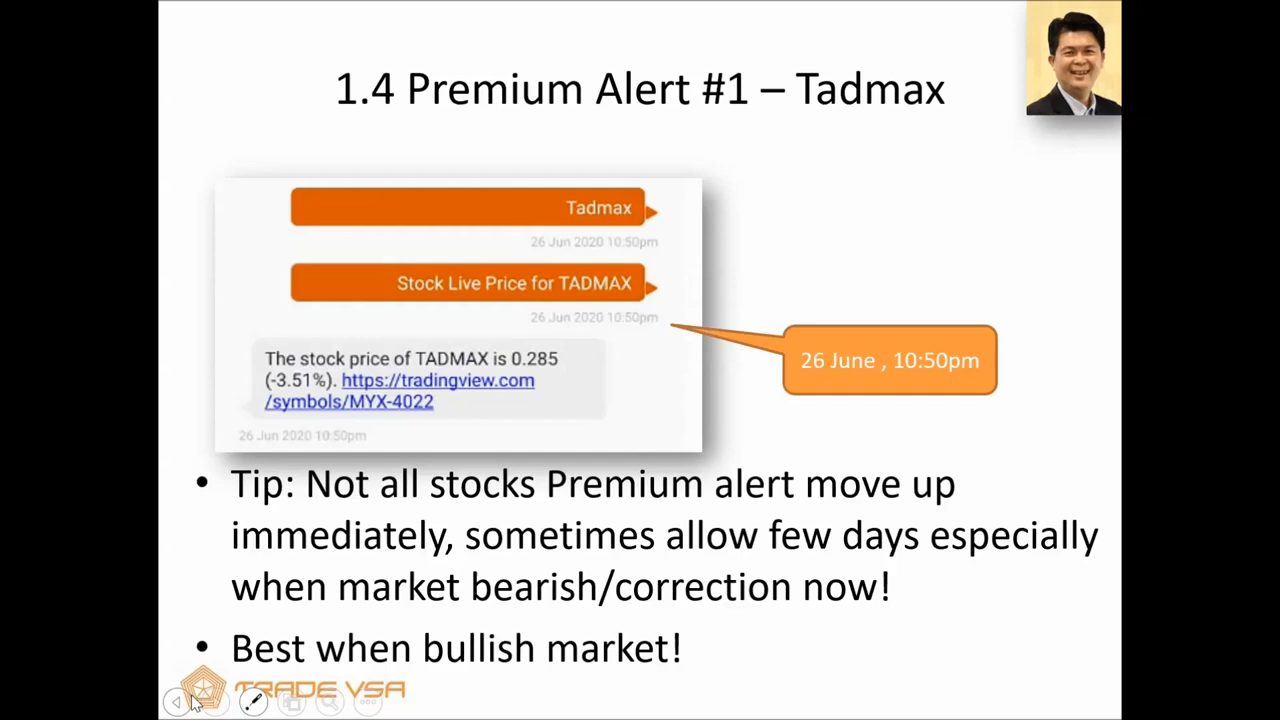 1.4 Premium Alert #1 – Tadmax
Tadmax
26 Jun 2020 10:50pm
Stock Live Price for TADMAX
26 Jun 2020 10:50pm
26 June , 10:50pm
The stock price of TADMAX is 0.285
(-3.51%). https://tradingview.com
/symbols/MYX-4022
26 Jun 2020 10:50pm
• Tip: Not all stocks Premium alert move up
immediately, sometimes allow few days especially
when market bearish/correction now!
• Best when bullish market!
TRADE VSA